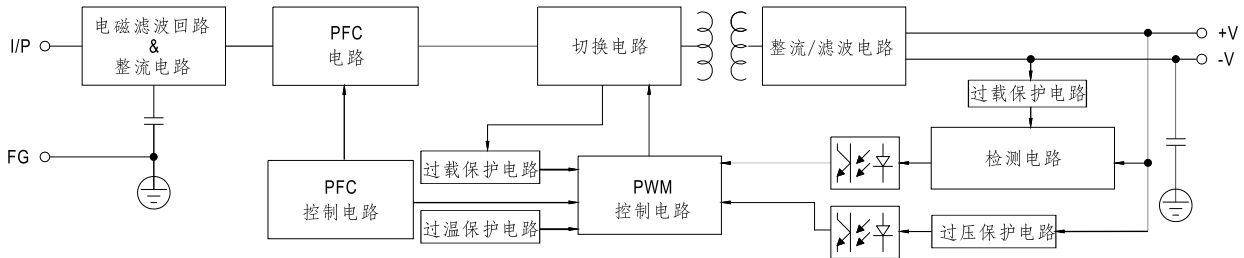 I/P
电磁滤波回路
&
整流电路
PFC
电路
切换电路
整流/滤波电路
+V
-V
过载保护电路
FG
过载保护电路
检测电路
PFC
控制电路
PWM
控制电路
过温保护电路
过压保护电路